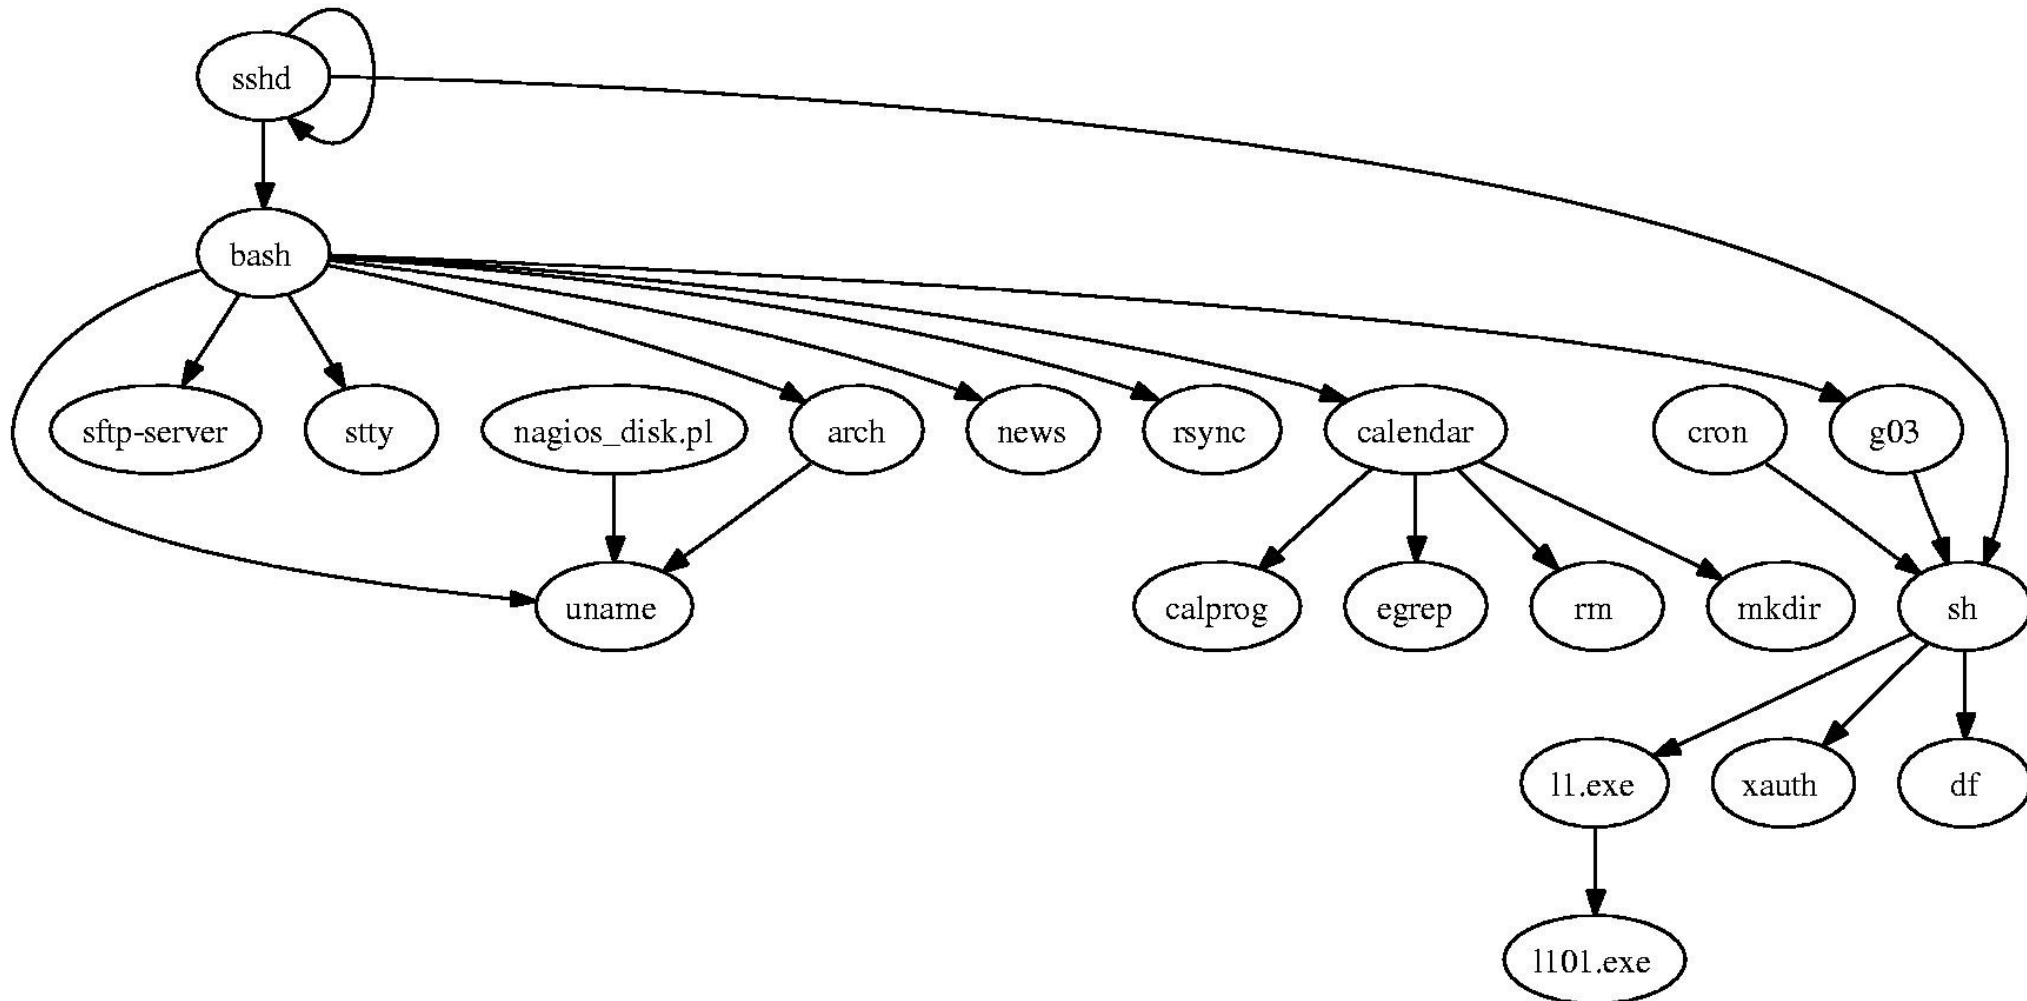 sshd
bash
sftp-server
stty
nagios_disk.pl
arch
news
rsync
calendar
cron
g03
uname
calprog
egrep
rm
mkdir
sh
l1.exe
xauth
df
l101.exe